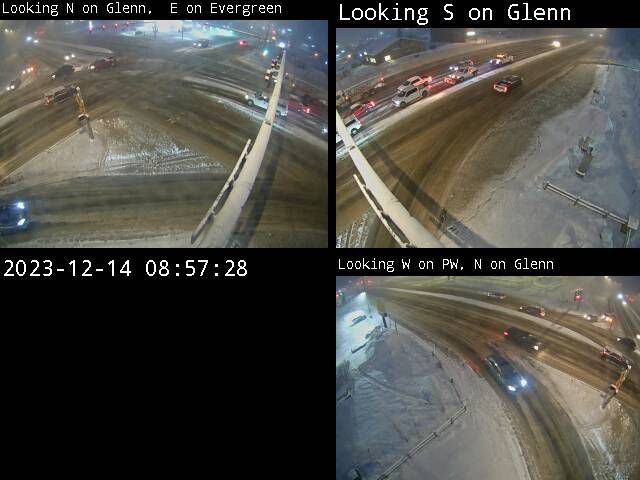 Looking N on Glenn,  E on Evergreen
Looking S on Glenn
2023-12-14 08:57:28
Looking W on PW, N on Glenn